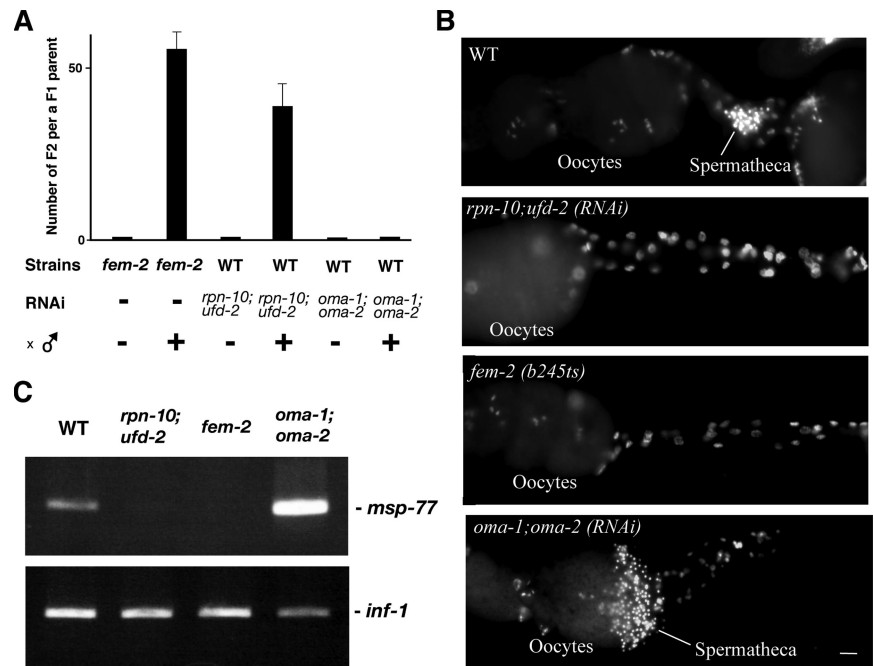 A
Number of F2 per a F1 parent
50
0
Strains fem-2 fem-2 WT WT WT WT
RNAi - - rpn-10; ufd-2 rpn-10; ufd-2 oma-1; oma-2 oma-1; oma-2
x ♂ - + - + - +
B
WT
Oocytes
Spermatheca
rpn-10;ufd-2 (RNAi)
Oocytes
fem-2 (b245ts)
Oocytes
oma-1;oma-2 (RNAi)
Oocytes
Spermatheca
C
WT rpn-10; ufd-2 fem-2 oma-1; oma-2
- msp-77
- inf-1